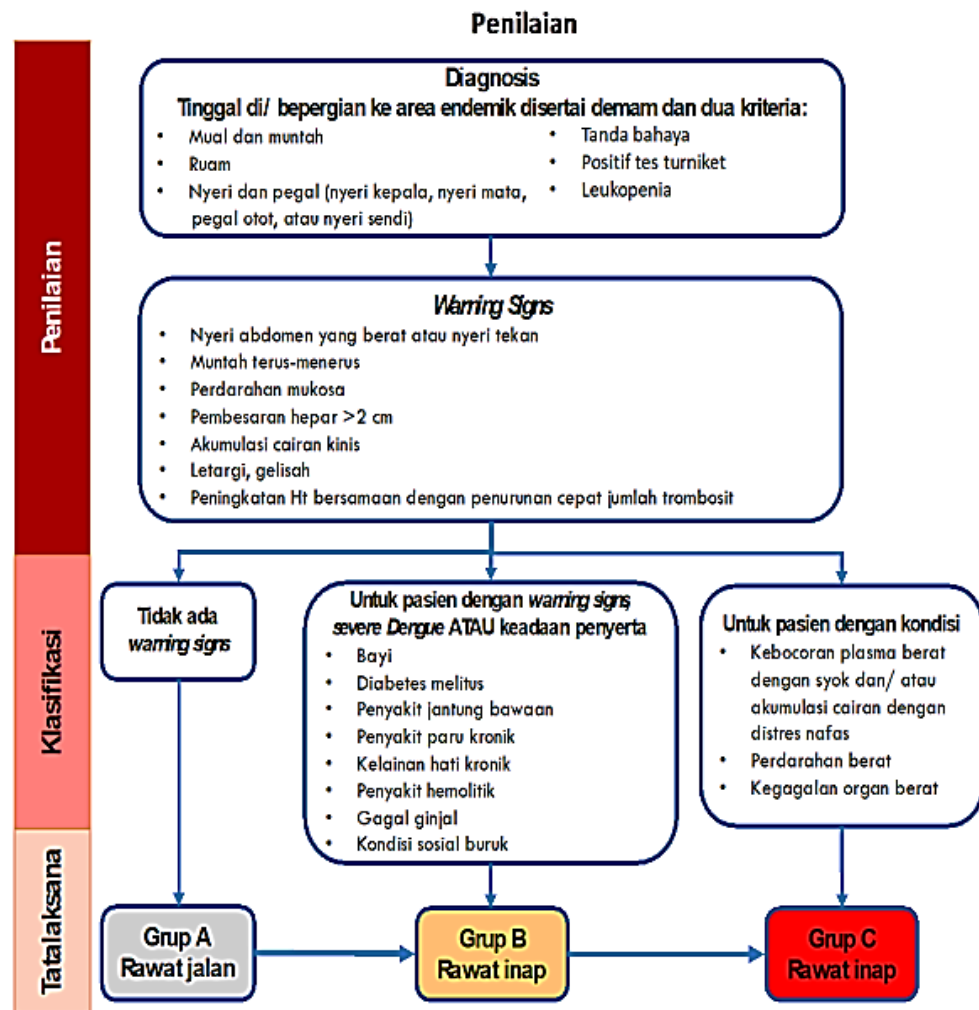 Penilaian
Penilaian
Diagnosis
Tinggal di/ bepergian ke area endemik disertai demam dan dua kriteria:
• Mual dan muntah
• Ruam
• Nyeri dan pegal (nyeri kepala, nyeri mata,
pegal otot, atau nyeri sendi)
• Tanda bahaya
• Positif tes turniket
• Leukopenia
Warning Signs
• Nyeri abdomen yang berat atau nyeri tekan
• Muntah terus-menerus
• Perdarahan mukosa
• Pembesaran hepar >2 cm
• Akumulasi cairan kinis
• Letargi, gelisah
• Peningkatan Ht bersamaan dengan penurunan cepat jumlah trombosit
Klasifikasi
Tidak ada
warning signs
Untuk pasien dengan warning signs,
severe Dengue ATAU keadaan penyerta
• Bayi
• Diabetes melitus
• Penyakit jantung bawaan
• Penyakit paru kronik
• Kelainan hati kronik
• Penyakit hemolitik
• Gagal ginjal
• Kondisi sosial buruk
Untuk pasien dengan kondisi
• Kebocoran plasma berat
dengan syok dan/ atau
akumulasi cairan dengan
distres nafas
• Perdarahan berat
• Kegagalan organ berat
Tatalaksana
Grup A
Rawat jalan
Grup B
Rawat inap
Grup C
Rawat inap